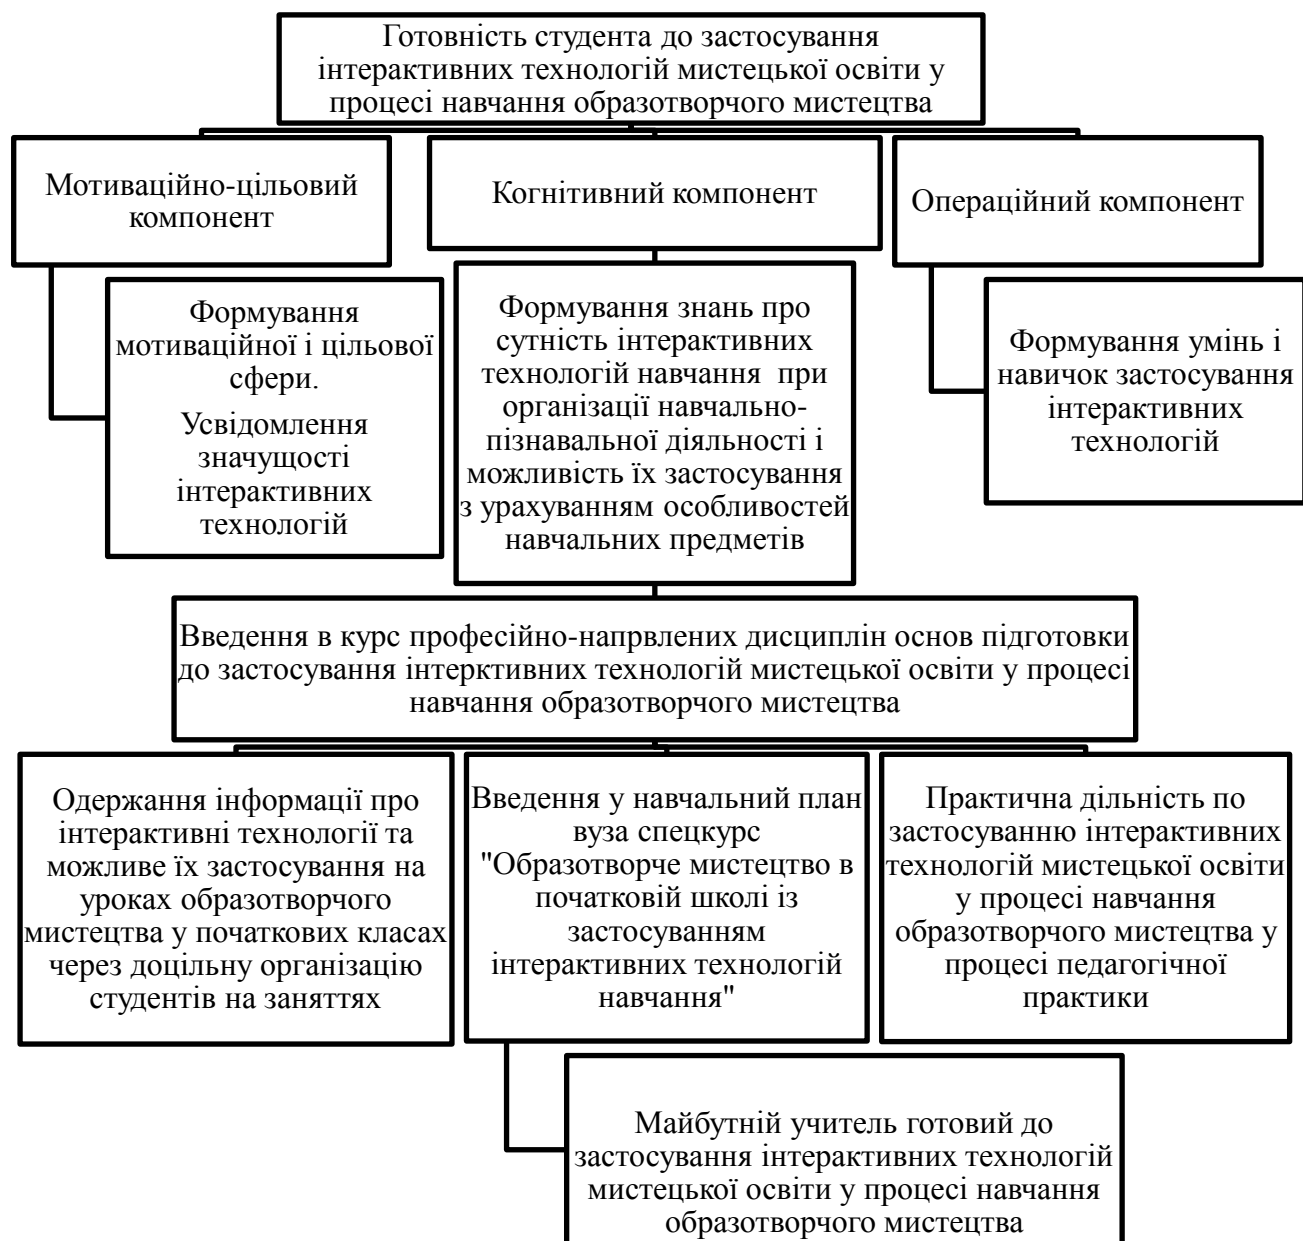 Готовність студента до застосування
інтерактивних технологій мистецької освіти у
процесі навчання образотворчого мистецтва
Мотиваційно-цільовий
компонент
Когнітивний компонент
Операційний компонент
Формування
мотиваційної і цільової
сфери.
Усвідомлення
значущості
інтерактивних
технологій
Формування знань про
сутність інтерактивних
технологій навчання при
організації навчально-
пізнавальної діяльності і
можливість їх застосування
з урахуванням особливостей
навчальних предметів
Формування умінь і
навичок застосування
інтерактивних
технологій
Введення в курс професійно-напрвлених дисциплін основ підготовки
до застосування інтерктивних технологій мистецької освіти у процесі
навчання образотворчого мистецтва
Одержання інформації про
інтерактивні технології та
можливе їх застосування на
уроках образотворчого
мистецтва у початкових класах
через доцільну організацію
студентів на заняттях
Введення у навчальний план
вуза спецкурс
"Образотворче мистецтво в
початковій школі із
застосуванням
інтерактивних технологій
навчання"
Практична дільність по
застосуванню інтерактивних
технологій мистецької освіти
у процесі навчання
образотворчого мистецтва у
процесі педагогічної
практики
Майбутній учитель готовий до
застосування інтерактивних технологій
мистецької освіти у процесі навчання
образотворчого мистецтва